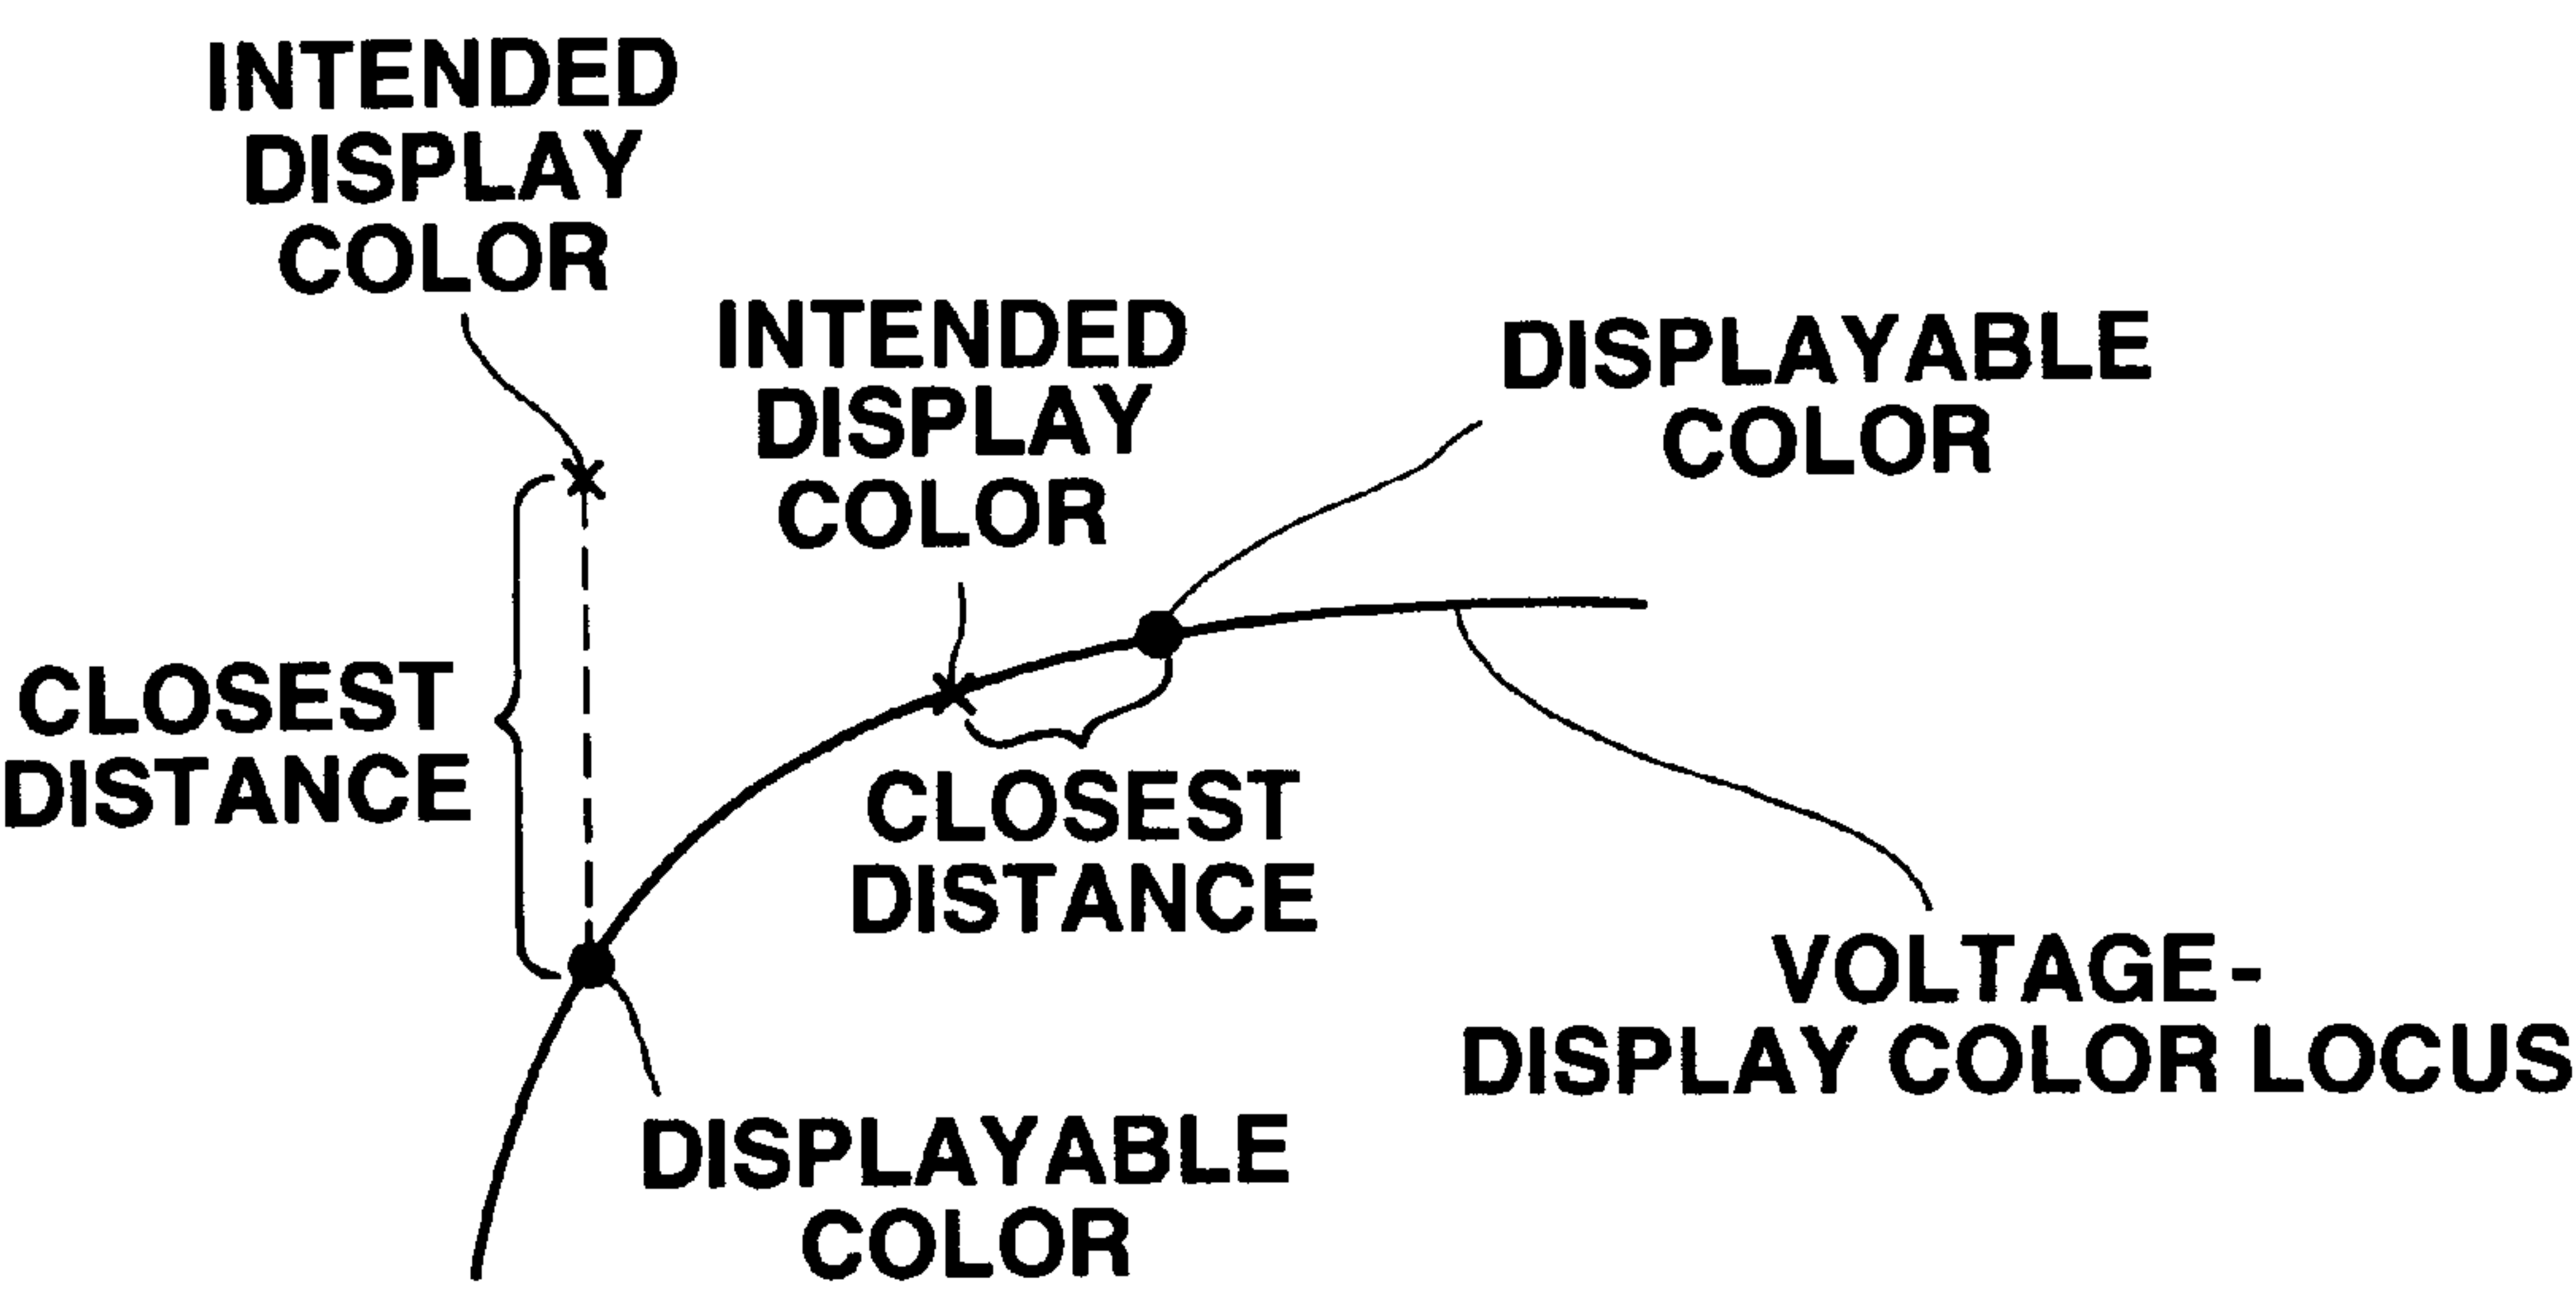 INTENDED
DISPLAY
COLOR
INTENDED
DISPLAY
COLOR
DISPLAYABLE
COLOR
CLOSEST
DISTANCE
CLOSEST
DISTANCE
VOLTAGE-
DISPLAY COLOR LOCUS
DISPLAYABLE
COLOR